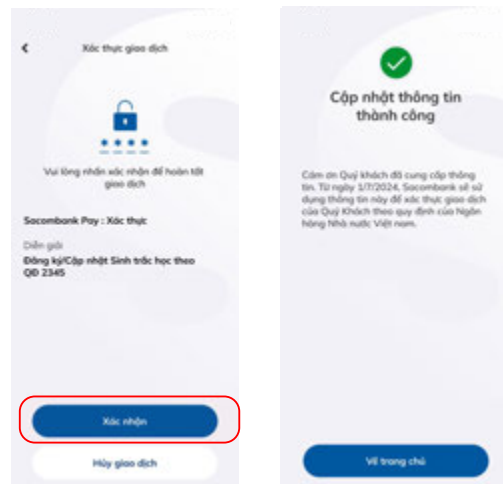 Xác thực giao dịch
Vui lòng nhấn xác nhận để hoàn tất
giao dịch
Sacombank Pay : Xác thực
Diễn giải
Đăng ký/Cập nhật Sinh trắc học theo
QĐ 2345
Xác nhận
Hủy giao dịch
Cập nhật thông tin
thành công
Cám ơn Quý khách đã cung cấp thông
tin. Từ ngày 1/7/2024, Sacombank sẽ sử
dụng thông tin này để xác thực giao dịch
của Quý Khách theo quy định của Ngân
hàng Nhà nước Việt nam.
Về trang chủ